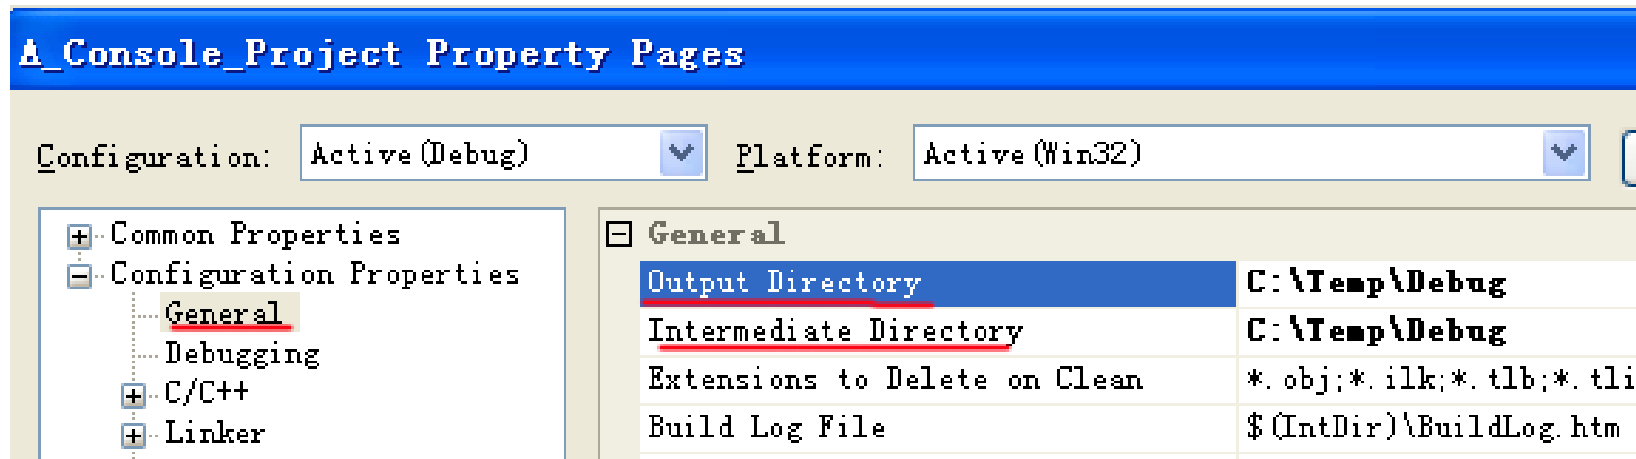 A_Console_Project Property Pages
Configuration: Active(Debug) Platform: Active(Win32)
Common Properties
Configuration Properties
General
Debugging
C/C++
Linker
General
Output Directory C:\Temp\Debug
Intermediate Directory C:\Temp\Debug
Extensions to Delete on Clean *.obj;*.ilk;*.tlb;*.tli
Build Log File $(IntDir)\BuildLog.htm